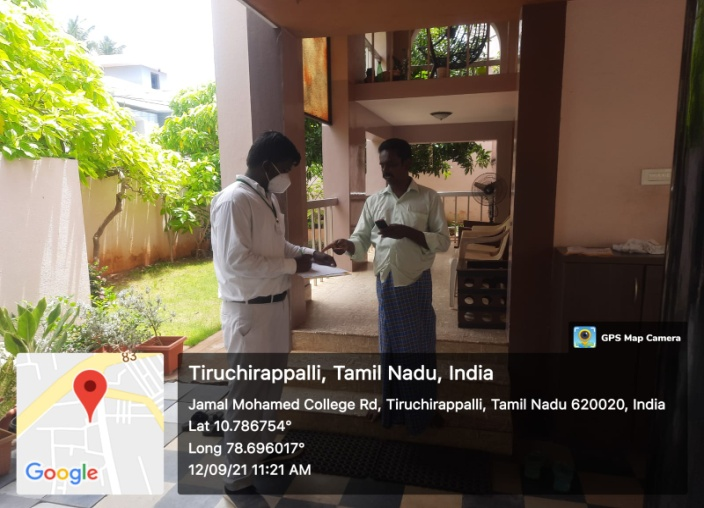 GPS Map Camera
83
Google
Tiruchirappalli, Tamil Nadu, India
Jamal Mohamed College Rd, Tiruchirappalli, Tamil Nadu 620020, India
Lat 10.786754°
Long 78.696017°
12/09/21 11:21 AM